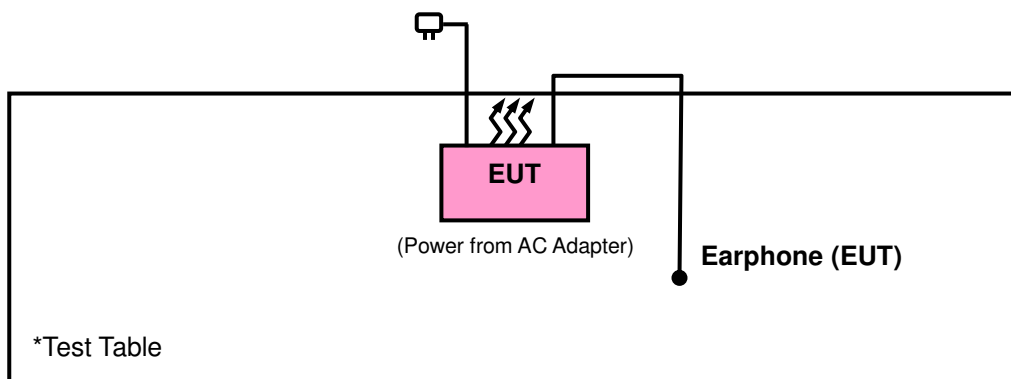 EUT
(Power from AC Adapter)
Earphone (EUT)
*Test Table